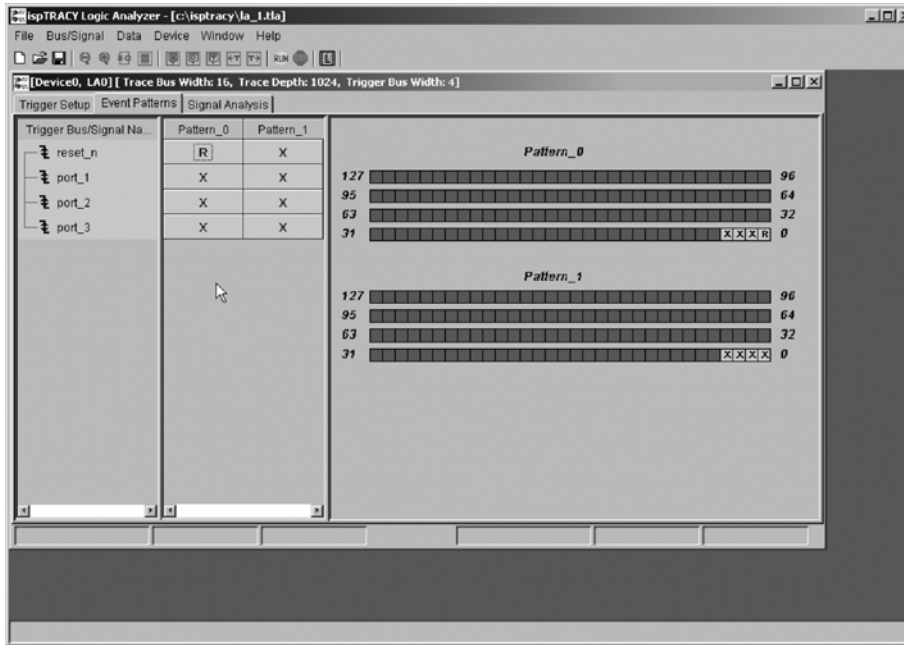 ispTRACY Logic Analyzer - [c:\isptracy\la_1.tla]
File Bus/Signal Data Device Window Help
RUN L
[Device0, LA0] [ Trace Bus Width: 16, Trace Depth: 1024, Trigger Bus Width: 4]
Trigger Setup Event Patterns Signal Analysis
Trigger Bus/Signal Na... Pattern_0 Pattern_1
reset_n R X
port_1 X X
port_2 X X
port_3 X X
Pattern_0
127 96
95 64
63 32
31 X X X R 0
Pattern_1
127 96
95 64
63 32
31 X X X X 0